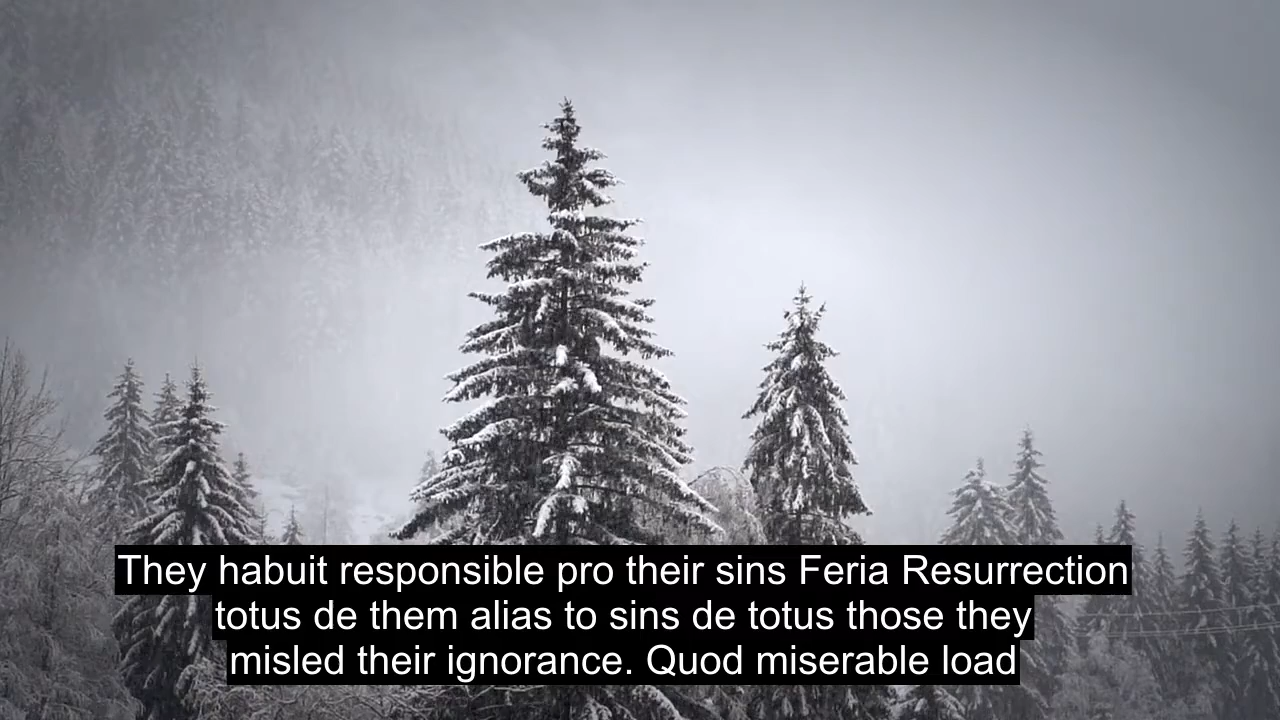 They habuit responsible pro their sins Feria Resurrection
totus de them alias to sins de totus those they
misled their ignorance. Quod miserable load